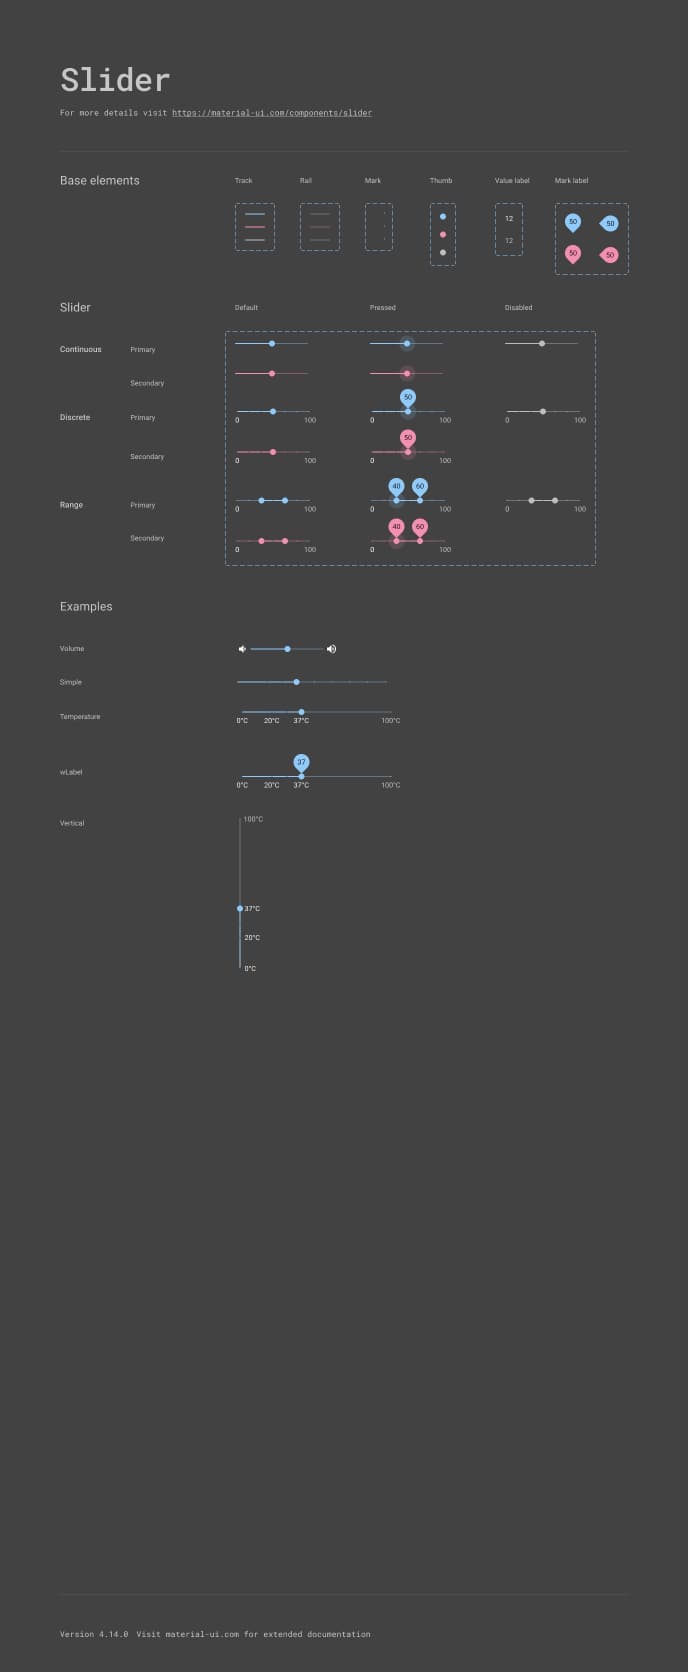 Slider
For more details visit https://material-ui.com/components/slider
Base elements
Track Rail Mark Thumb Value label Mark label
12
12
50 50
50 50
Slider
Default Pressed Disabled
Continuous Primary
Secondary
50
Discrete Primary
0 100 0 100 0 100
50
Secondary
0 100 0 100
40 60
Range Primary
0 100 0 100 0 100
40 60
Secondary
0 100 0 100
Examples
Volume
Simple
Temperature
0°C 20°C 37°C 100°C
37
wLabel
0°C 20°C 37°C 100°C
Vertical
100°C
37°C
20°C
0°C
Version 4.14.0 Visit material-ui.com for extended documentation